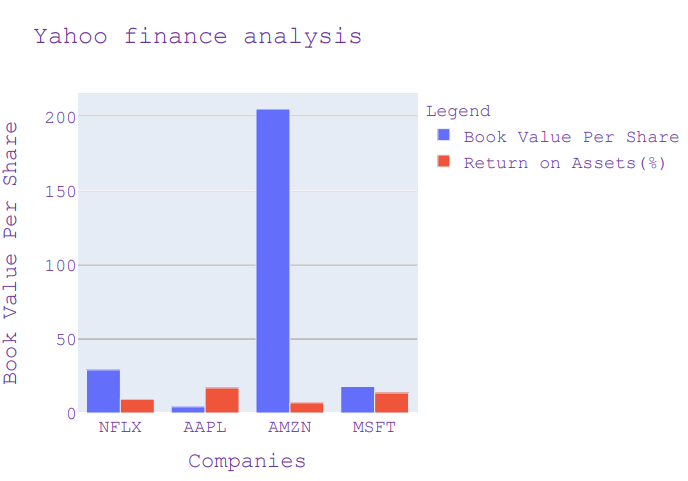 Yahoo finance analysis
Book Value Per Share
200
150
100
50
0
NFLX AAPL AMZN MSFT
Companies
Legend
Book Value Per Share
Return on Assets(%)